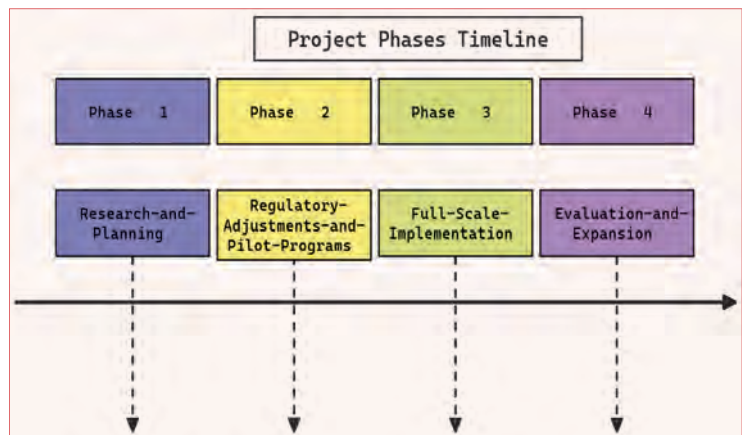 Project Phases Timeline
Phase 1
Phase 2
Phase 3
Phase 4
Research-and-
Planning
Regulatory-
Adjustments-and-
Pilot-Programs
Full-Scale-
Implementation
Evaluation-and-
Expansion